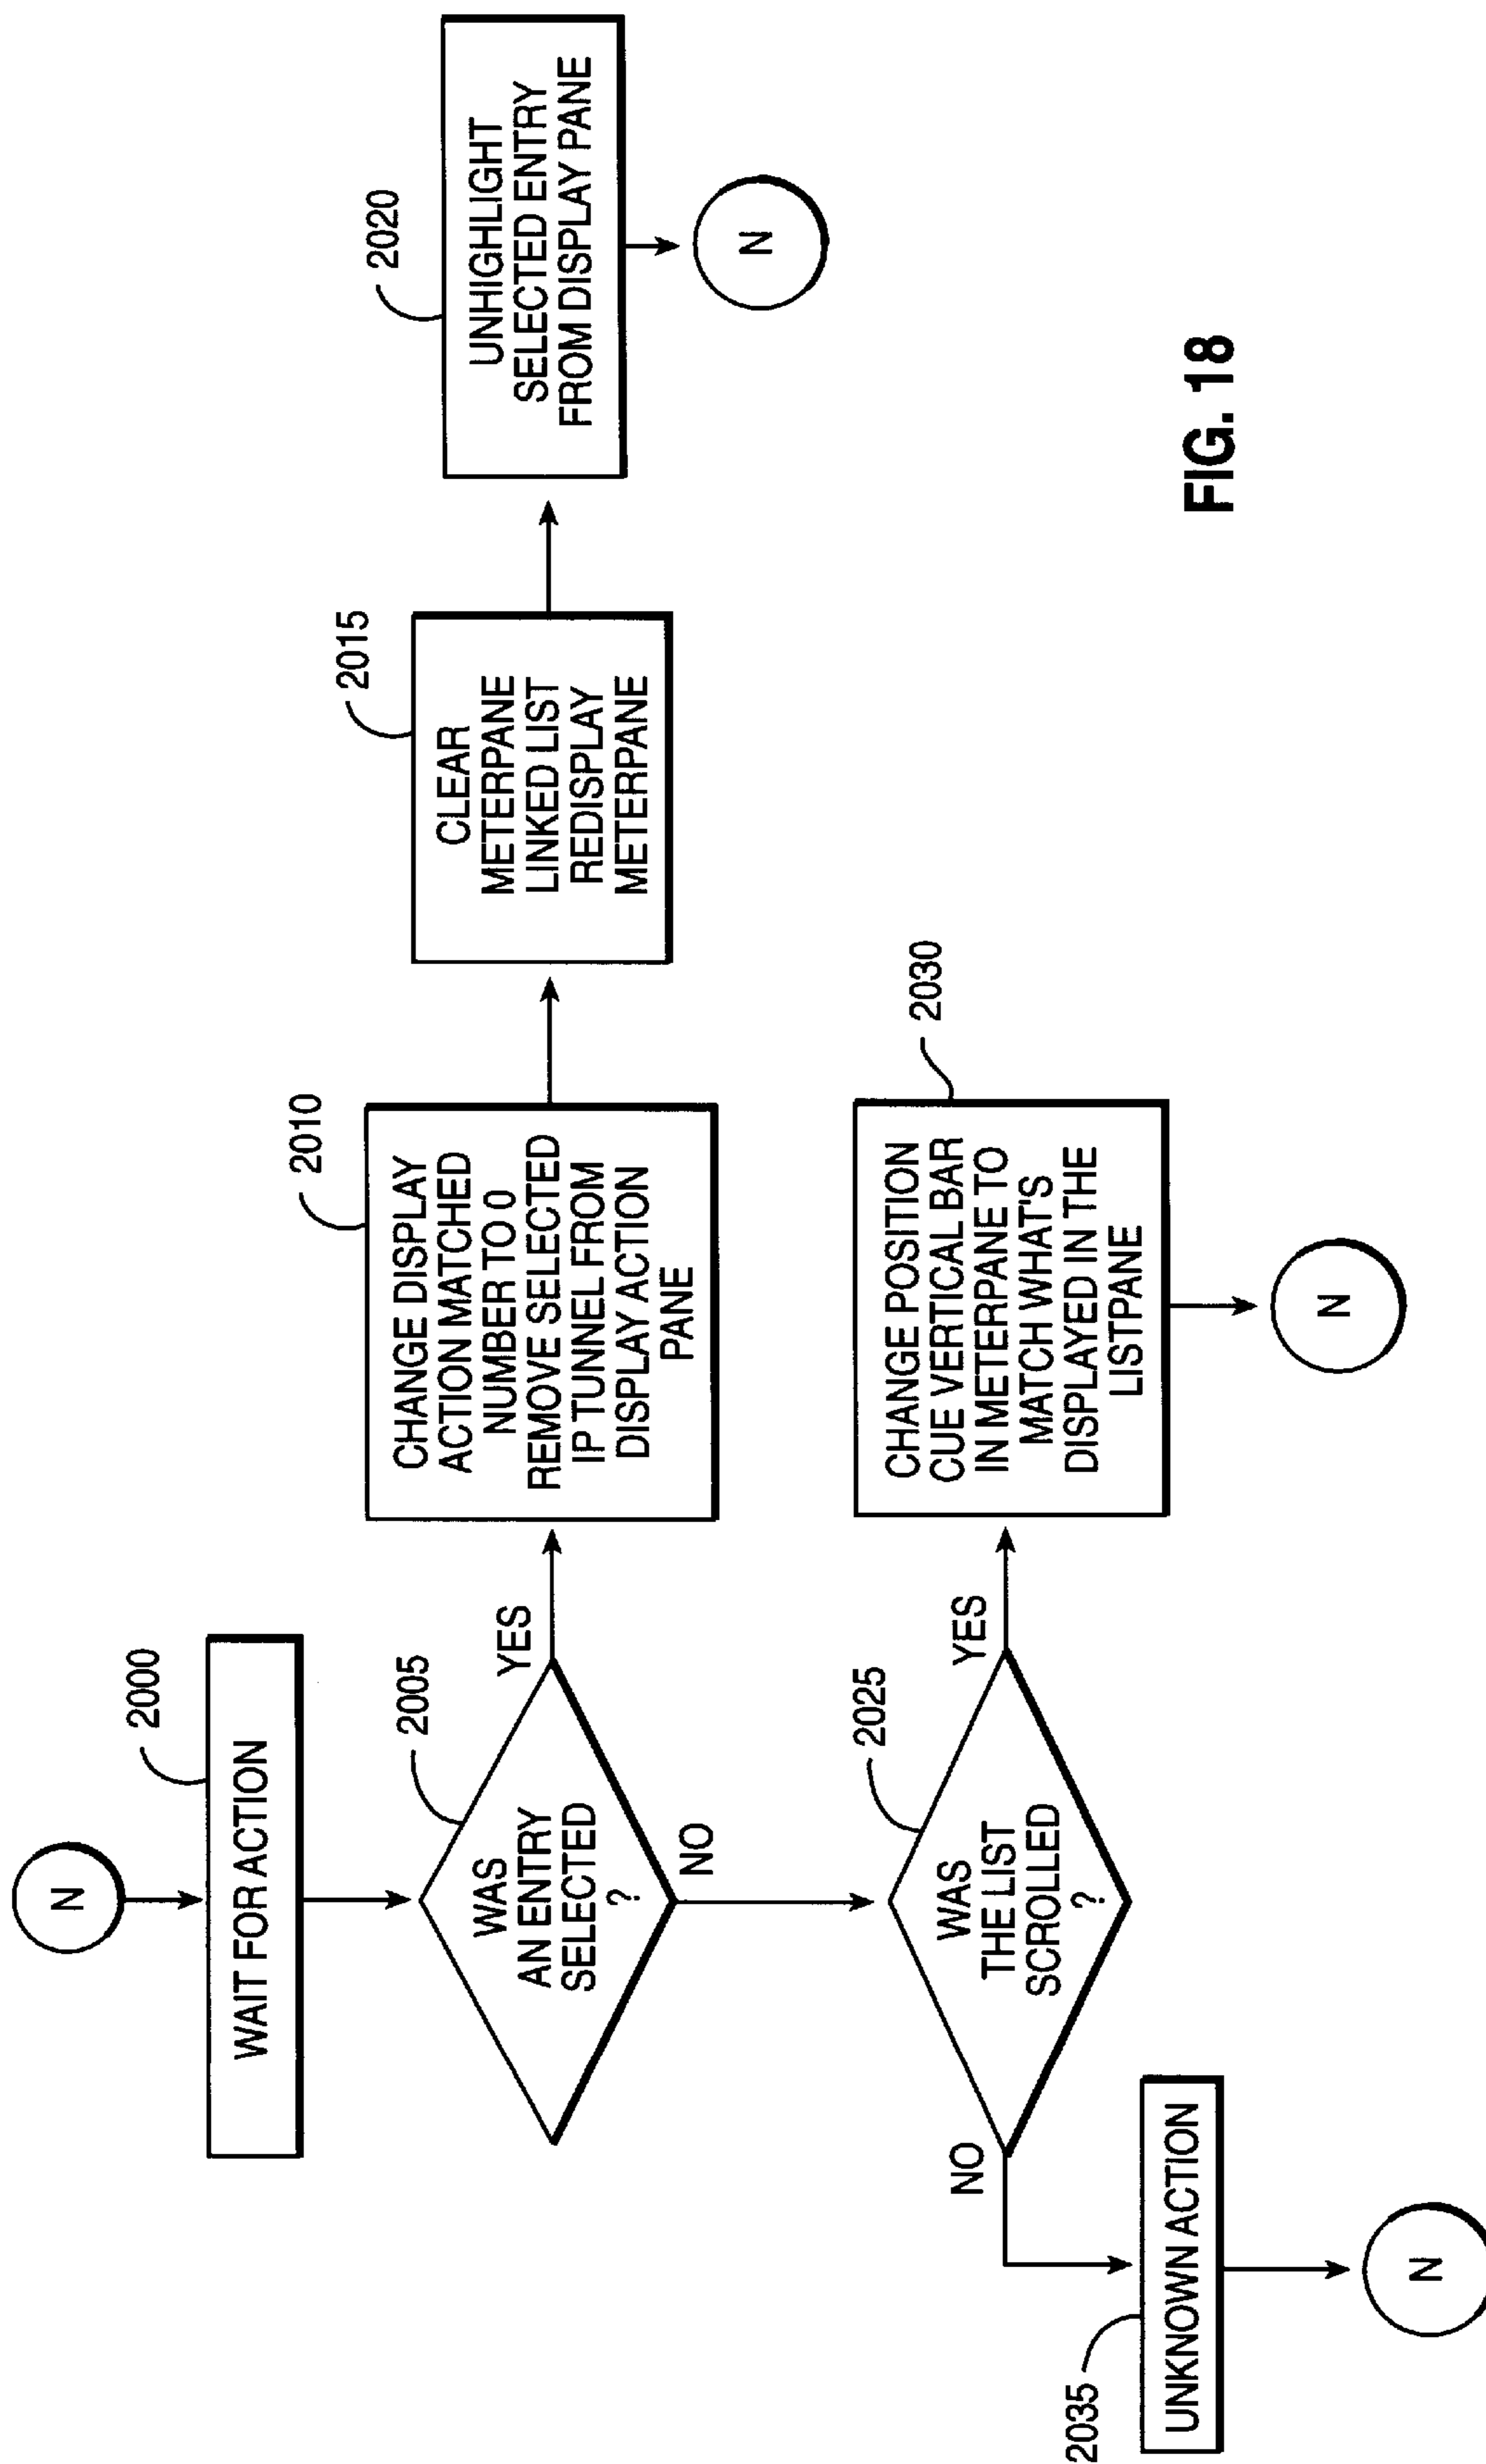 N
2000
WAIT FOR ACTION
2005
WAS
AN ENTRY
SELECTED
?
YES
NO
2010
CHANGE DISPLAY
ACTION MATCHED
NUMBER TO 0
REMOVE SELECTED
IP TUNNEL FROM
DISPLAY ACTION
PANE
2015
CLEAR
METERPANE
LINKED LIST
REDISPLAY
METERPANE
2020
UNHIGHLIGHT
SELECTED ENTRY
FROM DISPLAY PANE
N
2025
WAS
THE LIST
SCROLLED
?
YES
NO
2030
CHANGE POSITION
CUE VERTICAL BAR
IN METERPANE TO
MATCH WHAT'S
DISPLAYED IN THE
LISTPANE
N
2035
UNKNOWN ACTION
N
FIG. 18